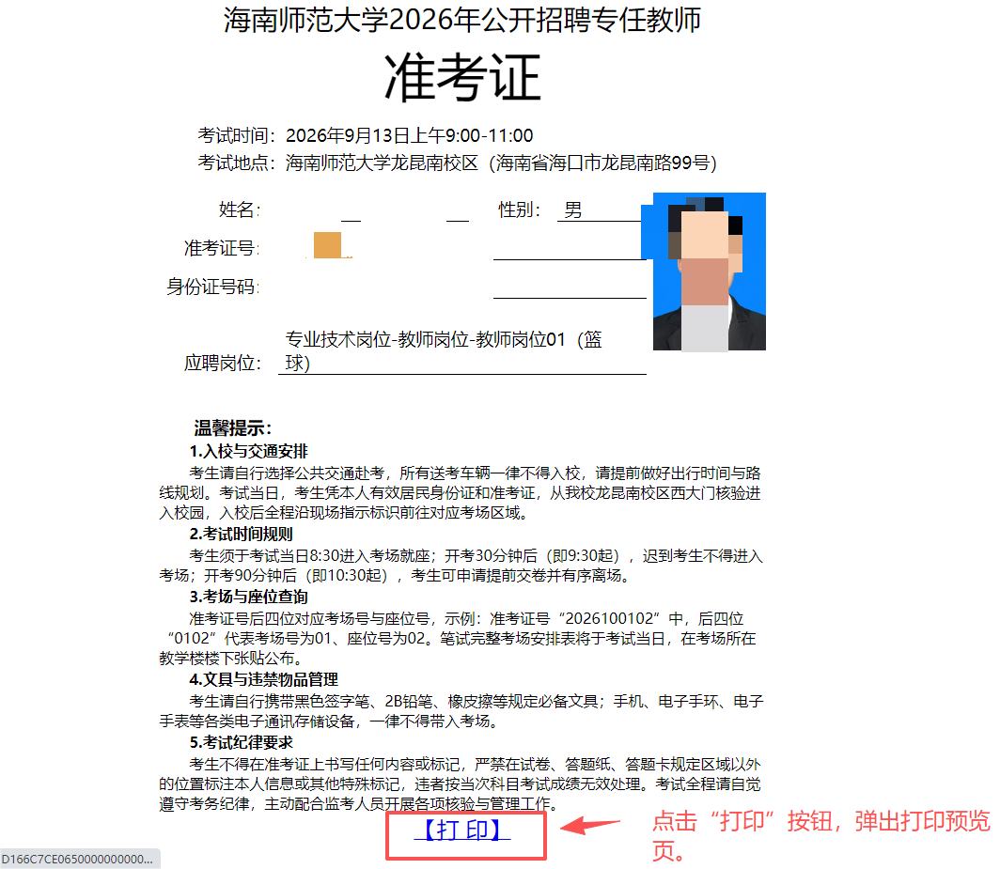 海南师范大学2026年公开招聘专任教师
准考证
考试时间：2026年9月13日上午9:00-11:00
考试地点：海南师范大学龙昆南校区（海南省海口市龙昆南路99号）
姓名：
性别：男
准考证号：
身份证号码：
专业技术岗位-教师岗位-教师岗位01（篮
应聘岗位：球）
温馨提示：
1.入校与交通安排
考生请自行选择公共交通赴考，所有送考车辆一律不得入校，请提前做好出行时间与路
线规划。考试当日，考生凭本人有效居民身份证和准考证，从我校龙昆南校区西大门核验进
入校园，入校后全程沿现场指示标识前往对应考场区域。
2.考试时间规则
考生须于考试当日8:30进入考场就座；开考30分钟后（即9:30起），迟到考生不得进入
考场；开考90分钟后（即10:30起），考生可申请提前交卷并有序离场。
3.考场与座位查询
准考证号后四位对应考场号与座位号，示例：准考证号“2026100102”中，后四位
“0102”代表考场号为01、座位号为02。笔试完整考场安排表将于考试当日，在考场所在
教学楼楼下张贴公布。
4.文具与违禁物品管理
考生请自行携带黑色签字笔、2B铅笔、橡皮擦等规定必备文具；手机、电子手环、电子
手表等各类电子通讯存储设备，一律不得带入考场。
5.考试纪律要求
考生不得在准考证上书写任何内容或标记，严禁在试卷、答题纸、答题卡规定区域以外
的位置标注本人信息或其他特殊标记，违者按当次科目考试成绩无效处理。考试全程请自觉
遵守考务纪律，主动配合监考人员开展各项核验与管理工作。
【打 印】
点击“打印”按钮，弹出打印预览
页。
D166C7CE0650000000000...